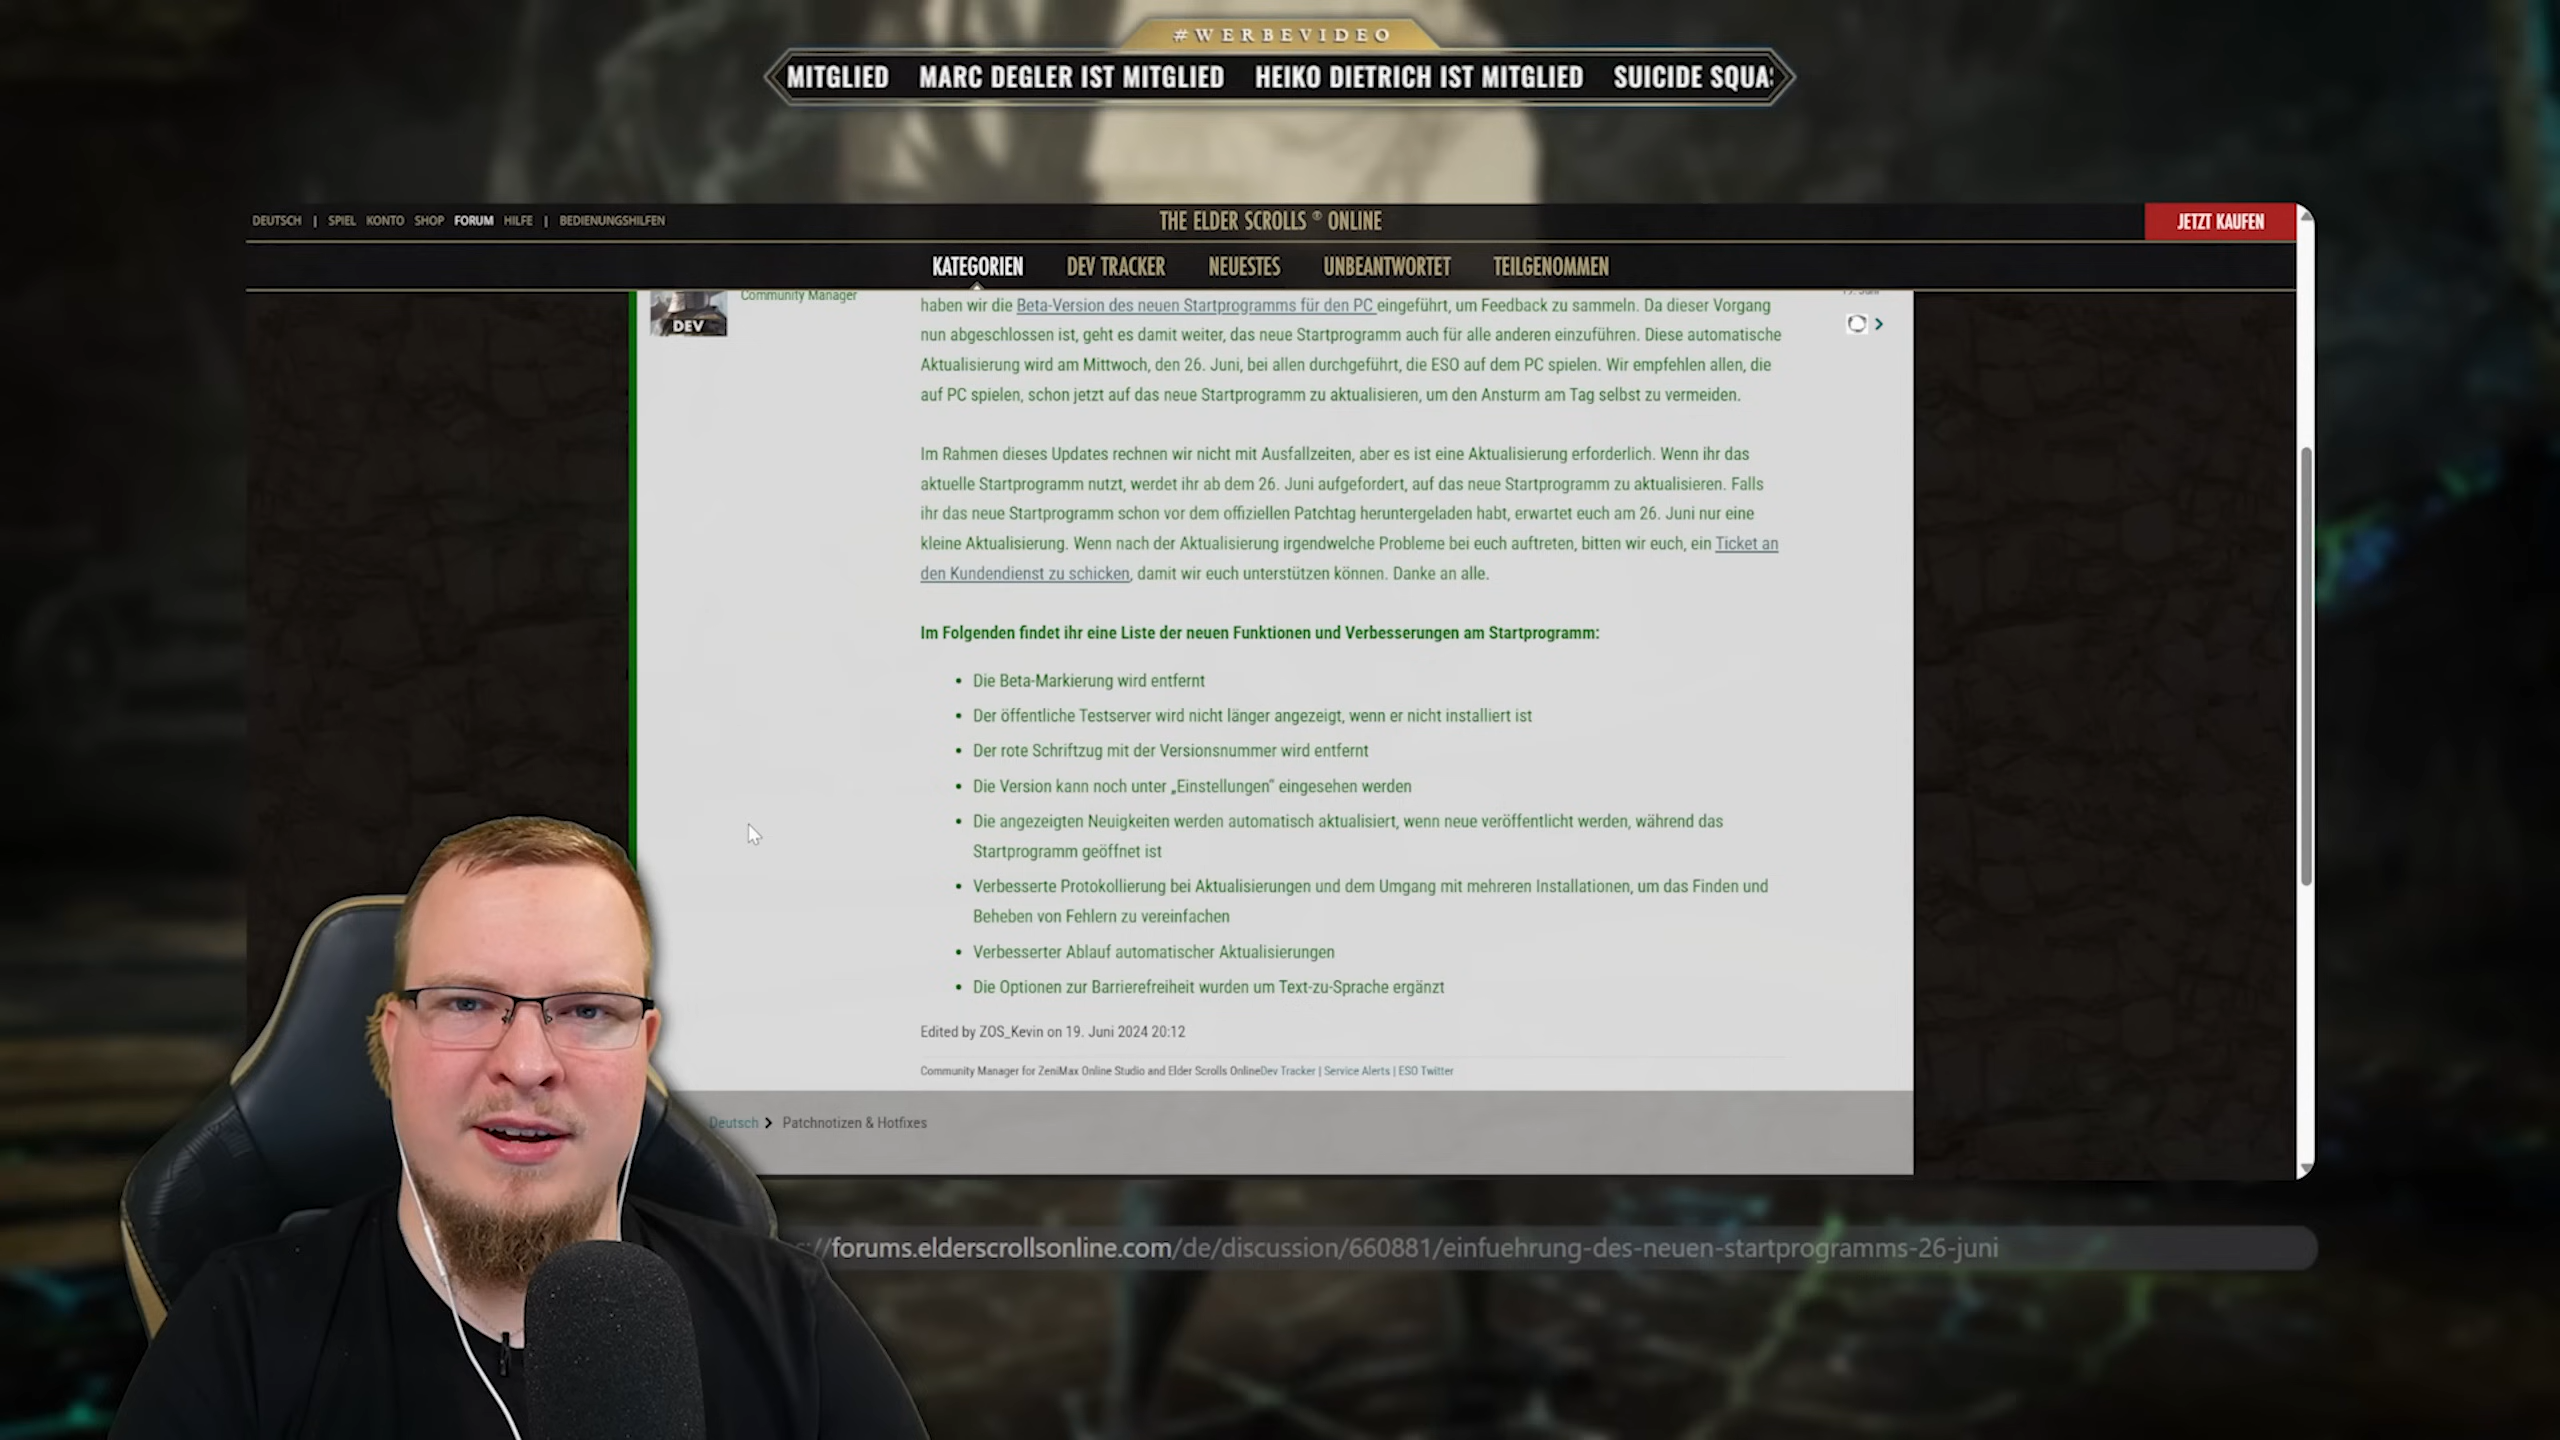 #WERBEVIDEO
MITGLIED MARC DEGLER IST MITGLIED HEIKO DIETRICH IST MITGLIED SUICIDE SQUAS
DEUTSCH | SPIEL KONTO SHOP FORUM HILFE | BEDIENUNGSHILFEN
THE ELDER SCROLLS ® ONLINE
JETZT KAUFEN
KATEGORIEN DEV TRACKER NEUESTES UNBEANTWORTET TEILGENOMMEN
Community Manager
DEV
haben wir die Beta-Version des neuen Startprogramms für den PC eingeführt, um Feedback zu sammeln. Da dieser Vorgang
nun abgeschlossen ist, geht es damit weiter, das neue Startprogramm auch für alle anderen einzuführen. Diese automatische
Aktualisierung wird am Mittwoch, den 26. Juni, bei allen durchgeführt, die ESO auf dem PC spielen. Wir empfehlen allen, die
auf PC spielen, schon jetzt auf das neue Startprogramm zu aktualisieren, um den Ansturm am Tag selbst zu vermeiden.
Im Rahmen dieses Updates rechnen wir nicht mit Ausfallzeiten, aber es ist eine Aktualisierung erforderlich. Wenn ihr das
aktuelle Startprogramm nutzt, werdet ihr ab dem 26. Juni aufgefordert, auf das neue Startprogramm zu aktualisieren. Falls
ihr das neue Startprogramm schon vor dem offiziellen Patchtag heruntergeladen habt, erwartet euch am 26. Juni nur eine
kleine Aktualisierung. Wenn nach der Aktualisierung irgendwelche Probleme bei euch auftreten, bitten wir euch, ein Ticket an
den Kundendienst zu schicken, damit wir euch unterstützen können. Danke an alle.
Im Folgenden findet ihr eine Liste der neuen Funktionen und Verbesserungen am Startprogramm:
• Die Beta-Markierung wird entfernt
• Der öffentliche Testserver wird nicht länger angezeigt, wenn er nicht installiert ist
• Der rote Schriftzug mit der Versionsnummer wird entfernt
• Die Version kann noch unter „Einstellungen“ eingesehen werden
• Die angezeigten Neuigkeiten werden automatisch aktualisiert, wenn neue veröffentlicht werden, während das
Startprogramm geöffnet ist
• Verbesserte Protokollierung bei Aktualisierungen und dem Umgang mit mehreren Installationen, um das Finden und
Beheben von Fehlern zu vereinfachen
• Verbesserter Ablauf automatischer Aktualisierungen
• Die Optionen zur Barrierefreiheit wurden um Text-zu-Sprache ergänzt
Edited by ZOS_Kevin on 19. Juni 2024 20:12
Community Manager for ZeniMax Online Studio and Elder Scrolls OnlineDev Tracker | Service Alerts | ESO Twitter
Deutsch > Patchnotizen & Hotfixes
://forums.elderscrollsonline.com/de/discussion/660881/einfuehrung-des-neuen-startprogramms-26-juni